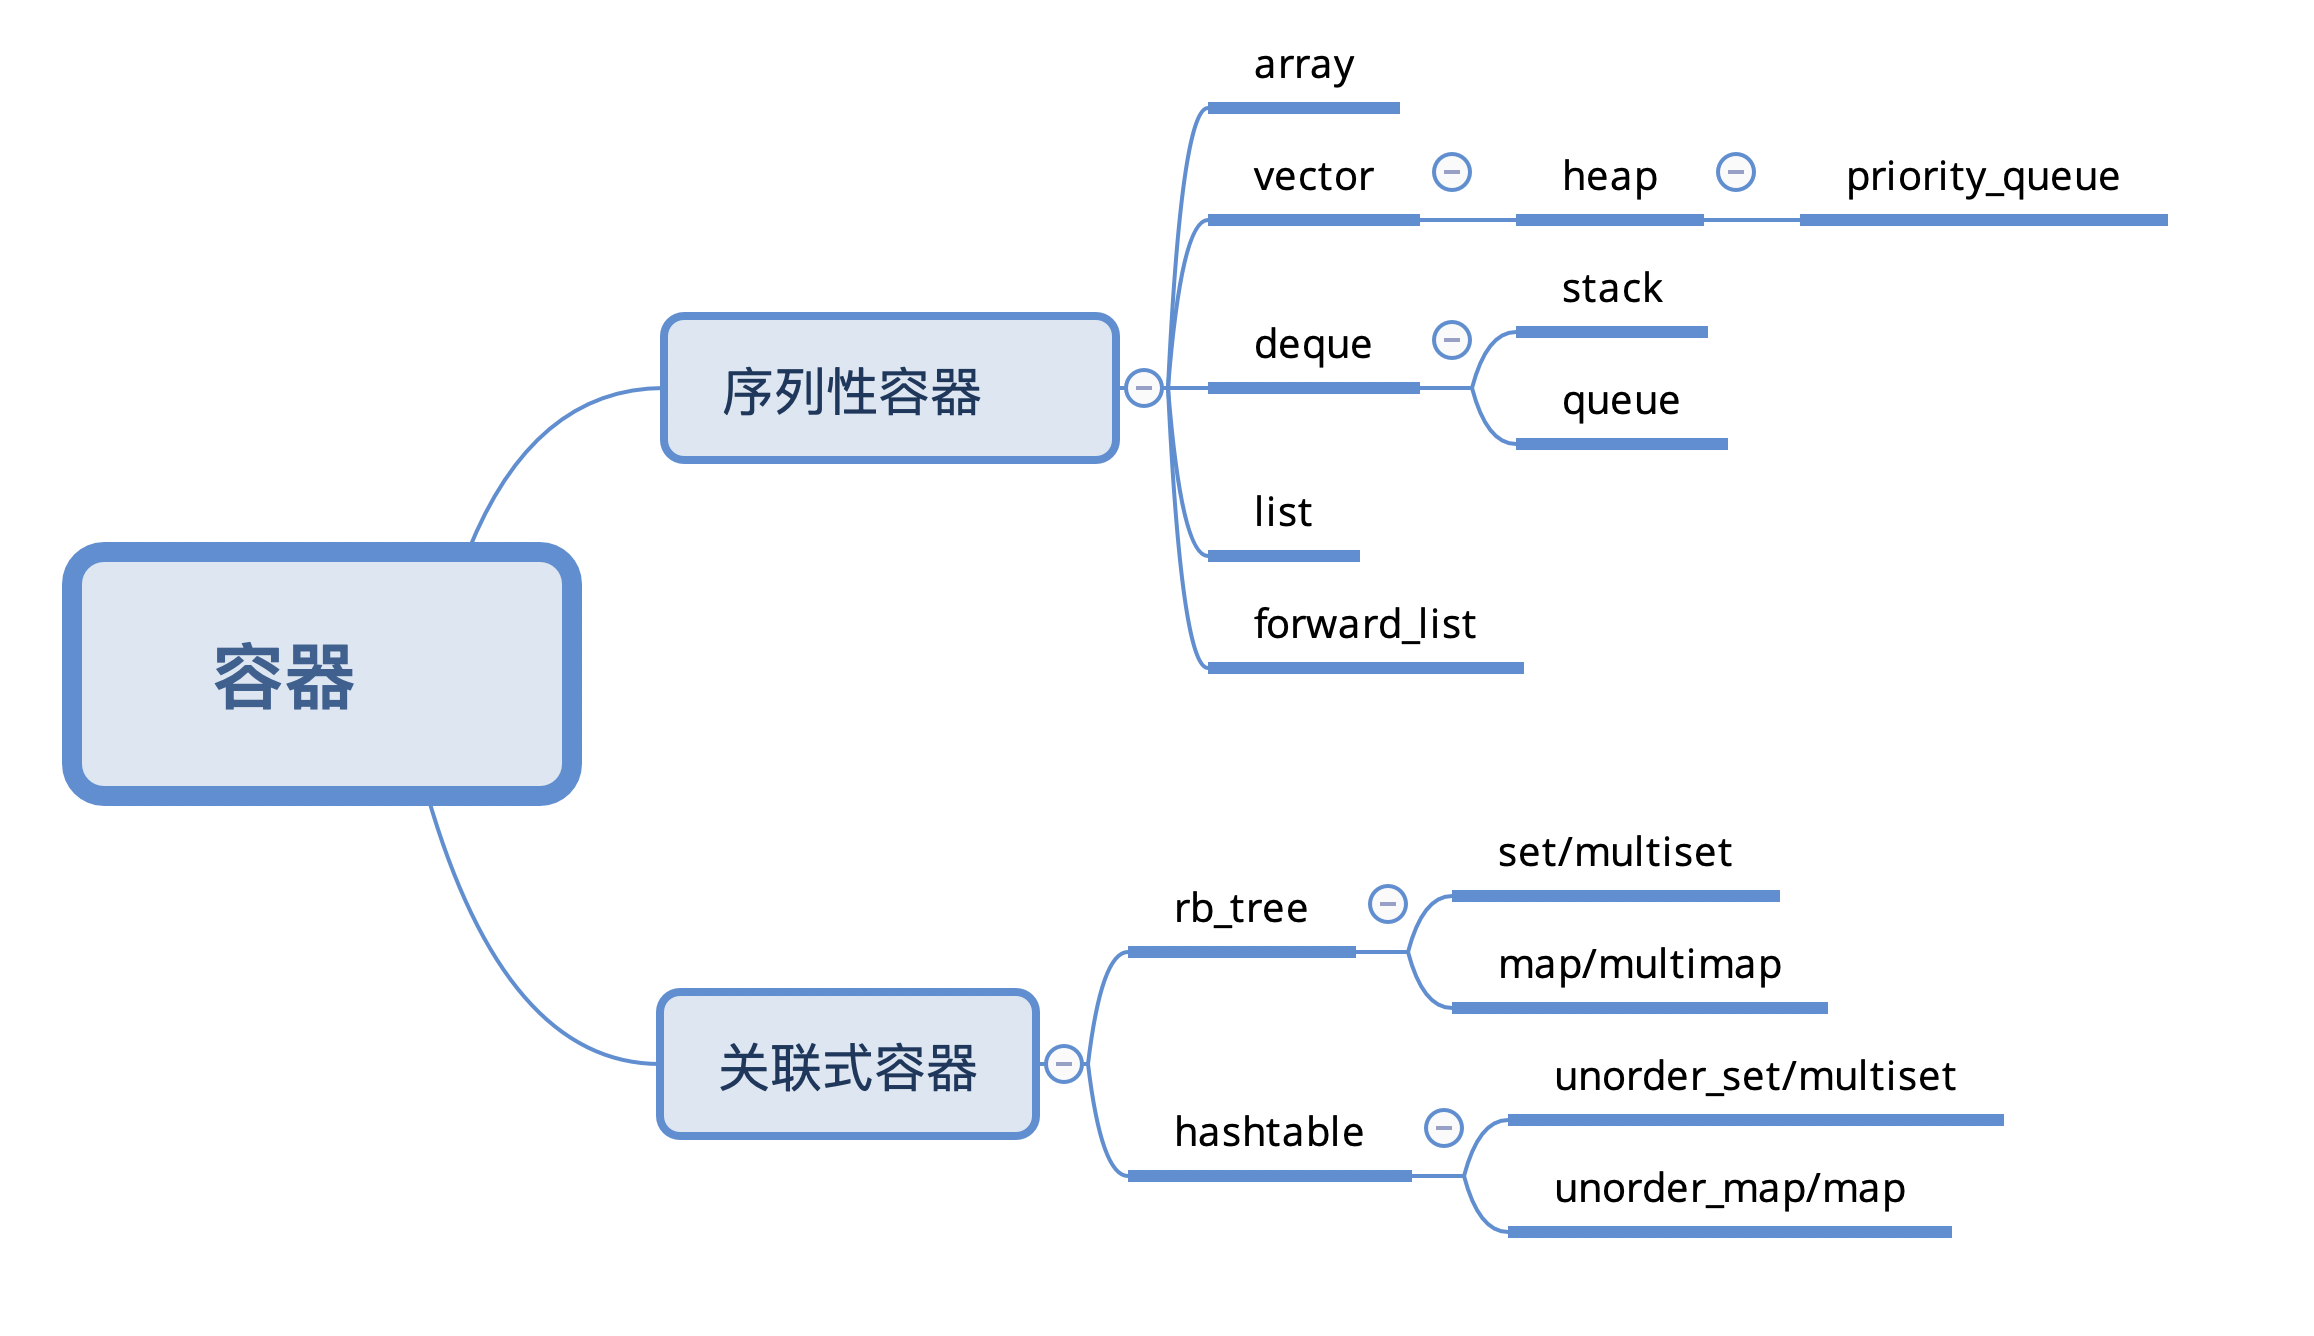 array
vector
heap
priority_queue
stack
序列性容器
deque
queue
list
forward_list
容器
set/multiset
rb_tree
map/multimap
关联式容器
unorder_set/multiset
hashtable
unorder_map/map